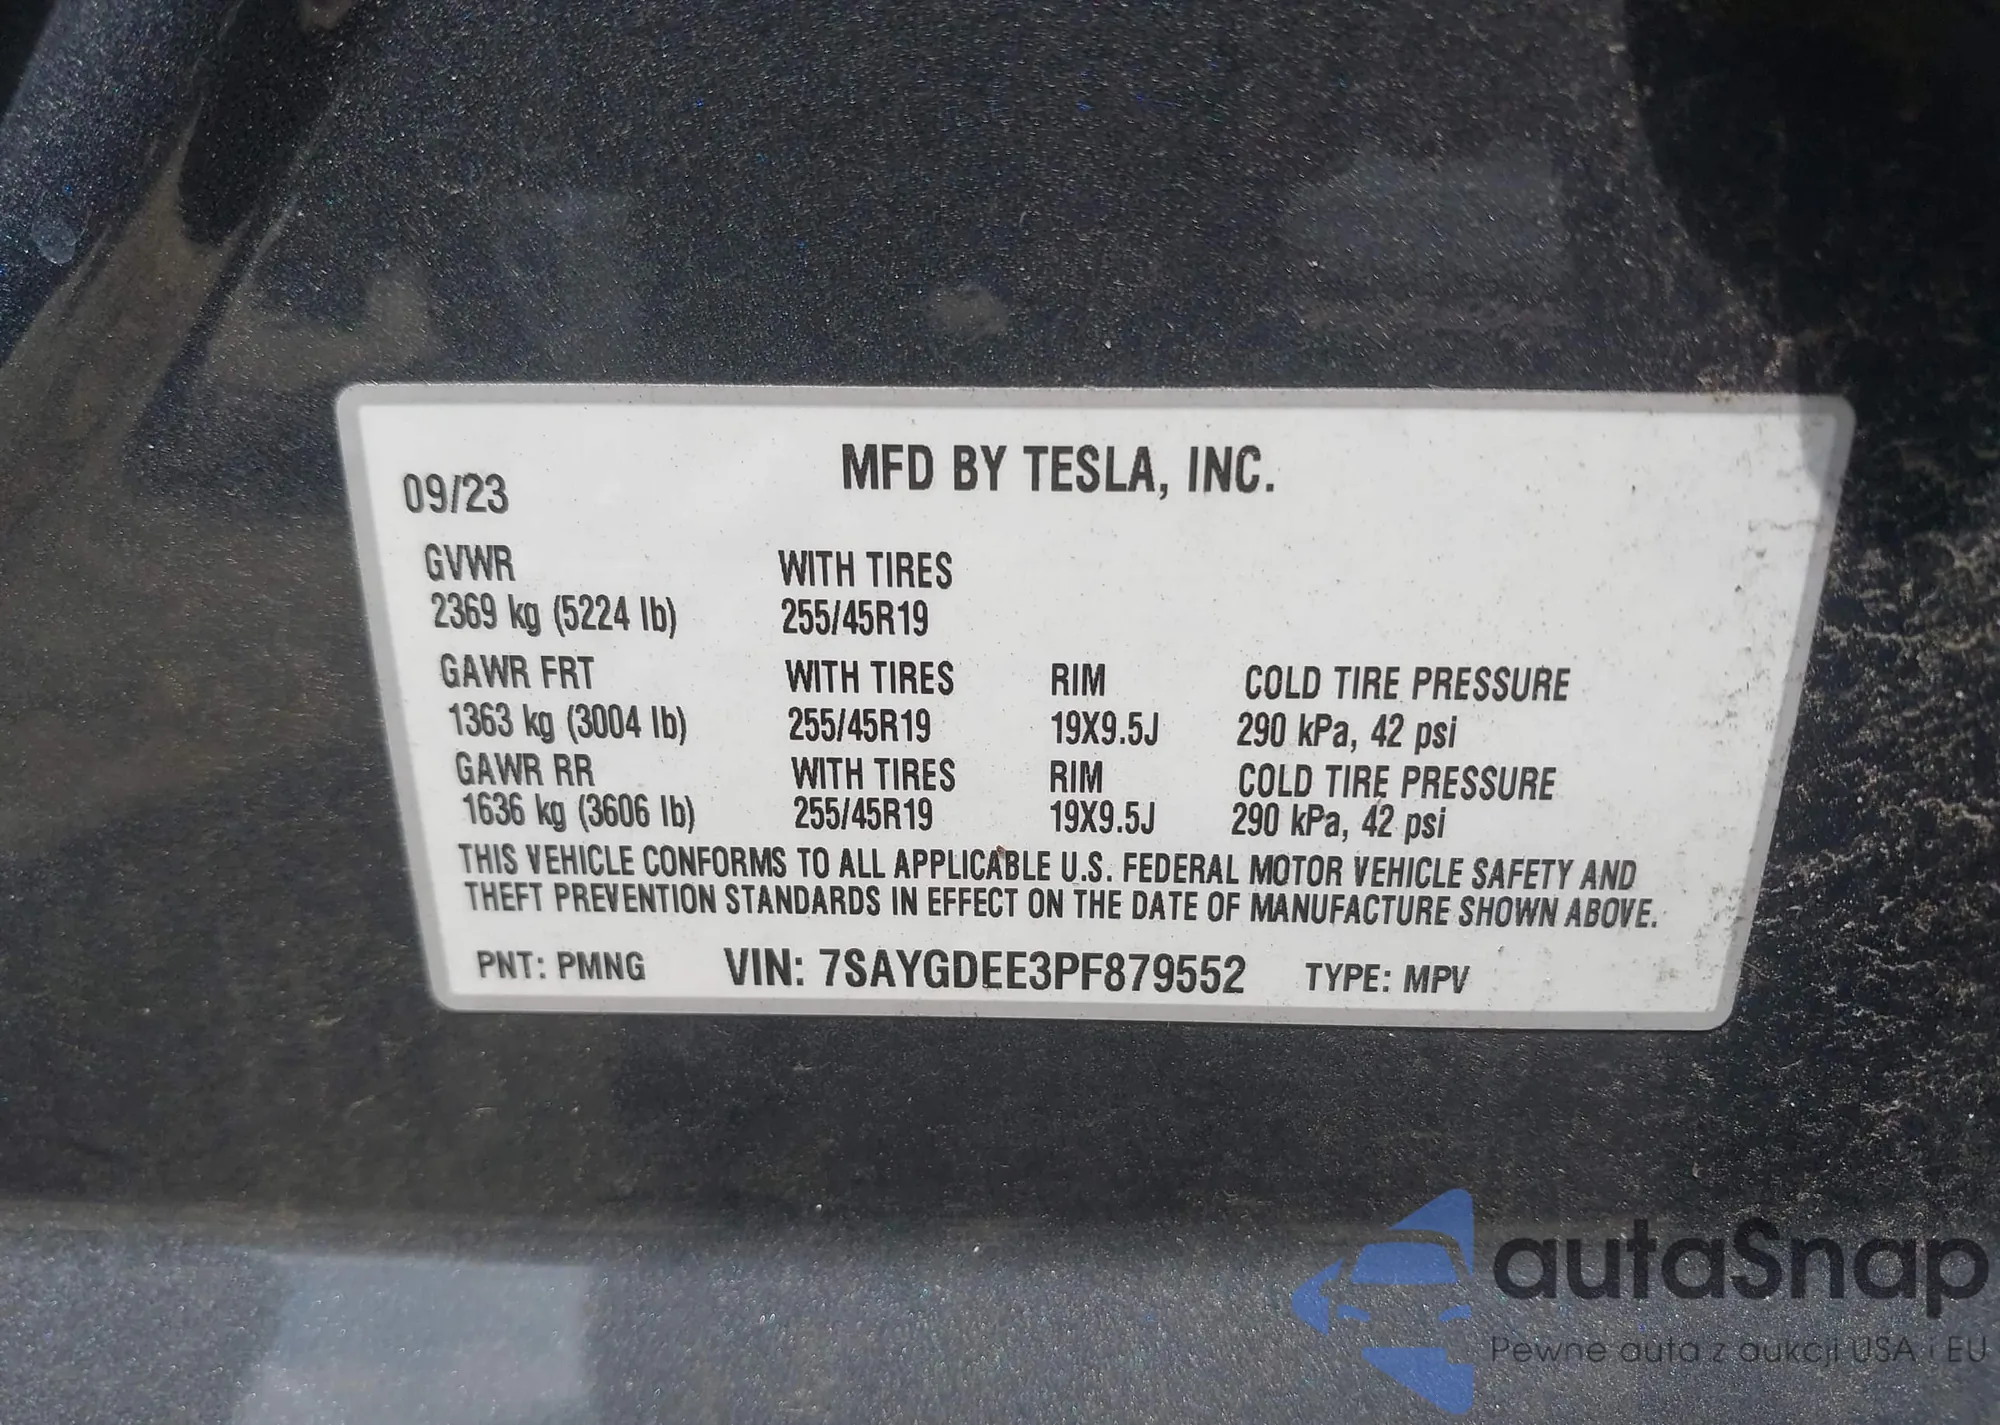 MFD BY TESLA, INC.
09/23
GVWR WITH TIRES
2369 kg (5224 lb) 255/45R19
GAWR FRT WITH TIRES RIM COLD TIRE PRESSURE
1363 kg (3004 lb) 255/45R19 19X9.5J 290 kPa, 42 psi
GAWR RR WITH TIRES RIM COLD TIRE PRESSURE
1636 kg (3606 lb) 255/45R19 19X9.5J 290 kPa, 42 psi
THIS VEHICLE CONFORMS TO ALL APPLICABLE U.S. FEDERAL MOTOR VEHICLE SAFETY AND
THEFT PREVENTION STANDARDS IN EFFECT ON THE DATE OF MANUFACTURE SHOWN ABOVE.
PNT: PMNG VIN: 7SAYGDEE3PF879552 TYPE: MPV
autaSnap
Pewne auta z aukcji USA i EU